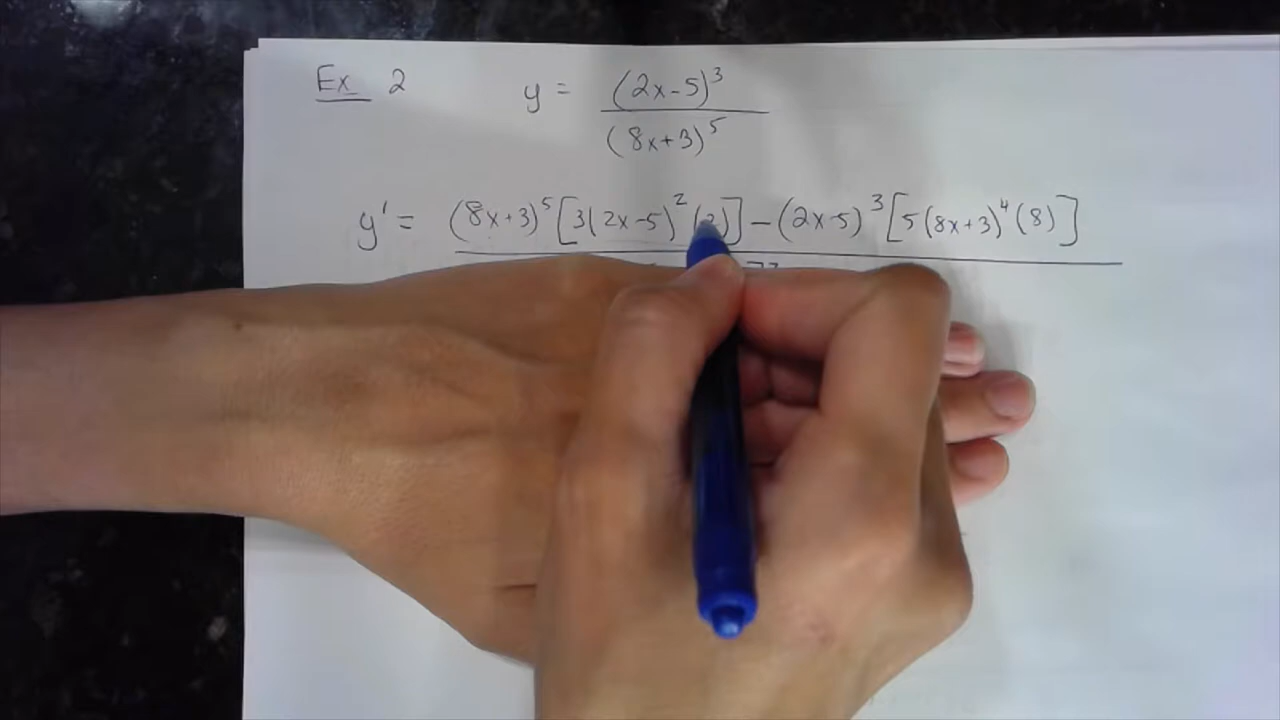 Ex 2
y = (2x-5)³ / (8x+3)⁵
y' = (8x+3)⁵[3(2x-5)²(2)] - (2x-5)³[5(8x+3)⁴(8)]